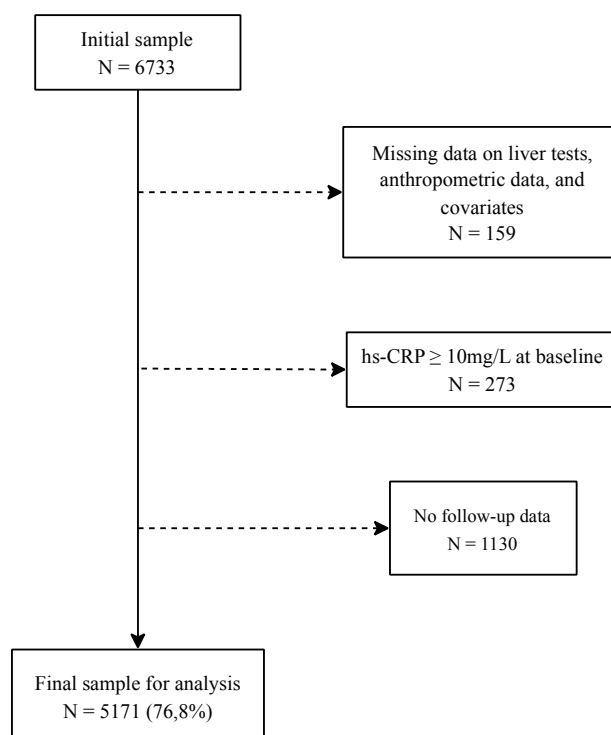 Initial sample
N = 6733
Missing data on liver tests,
anthropometric data, and
covariates
N = 159
hs-CRP ≥ 10mg/L at baseline
N = 273
No follow-up data
N = 1130
Final sample for analysis
N = 5171 (76,8%)